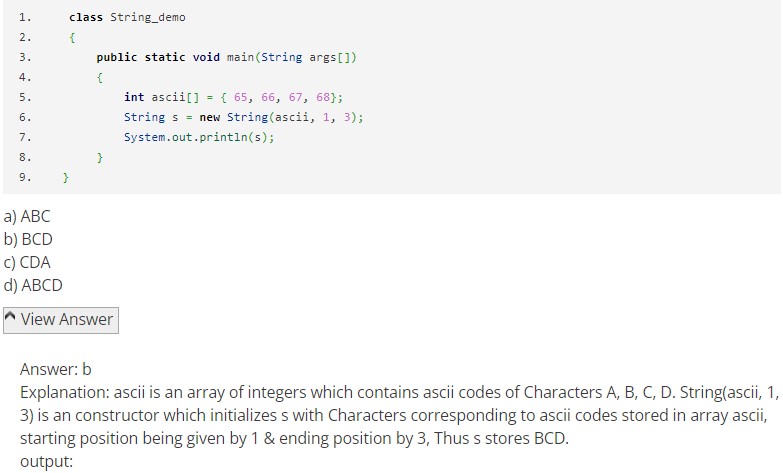 1. class String_demo
2. {
3. public static void main(String args[])
4. {
5. int ascii[] = { 65, 66, 67, 68};
6. String s = new String(ascii, 1, 3);
7. System.out.println(s);
8. }
9. }
a) ABC
b) BCD
c) CDA
d) ABCD
View Answer
Answer: b
Explanation: ascii is an array of integers which contains ascii codes of Characters A, B, C, D. String(ascii, 1,
3) is an constructor which initializes s with Characters corresponding to ascii codes stored in array ascii,
starting position being given by 1 & ending position by 3, Thus s stores BCD.
output: